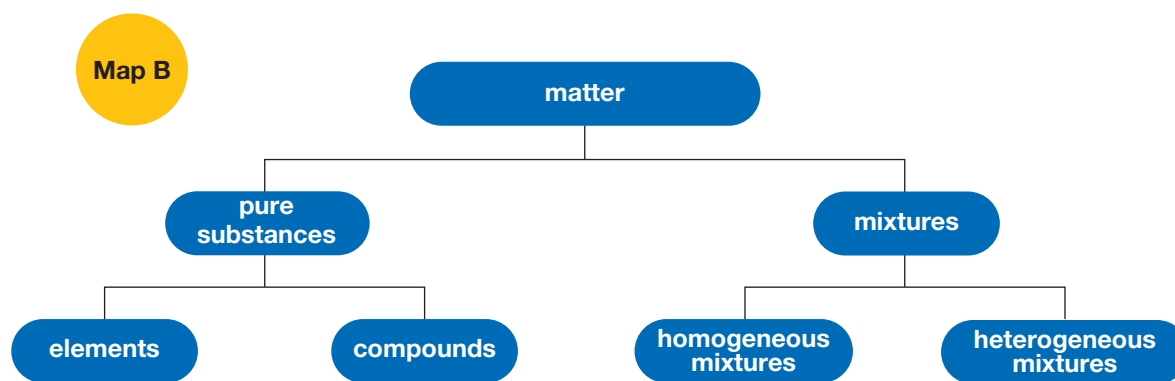 Map B
matter
pure
substances
mixtures
elements
compounds
homogeneous
mixtures
heterogeneous
mixtures